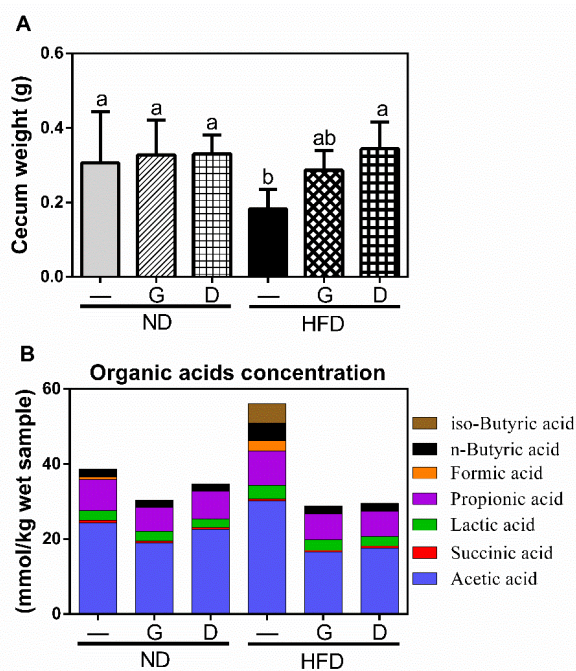 A
Cecum weight (g)
0.6
0.4
0.2
0.0
a
a
a
b
ab
a
— G D — G D
ND HFD
B
Organic acids concentration
(mmol/kg wet sample)
60
40
20
0
iso-Butyric acid
n-Butyric acid
Formic acid
Propionic acid
Lactic acid
Succinic acid
Acetic acid
— G D — G D
ND HFD